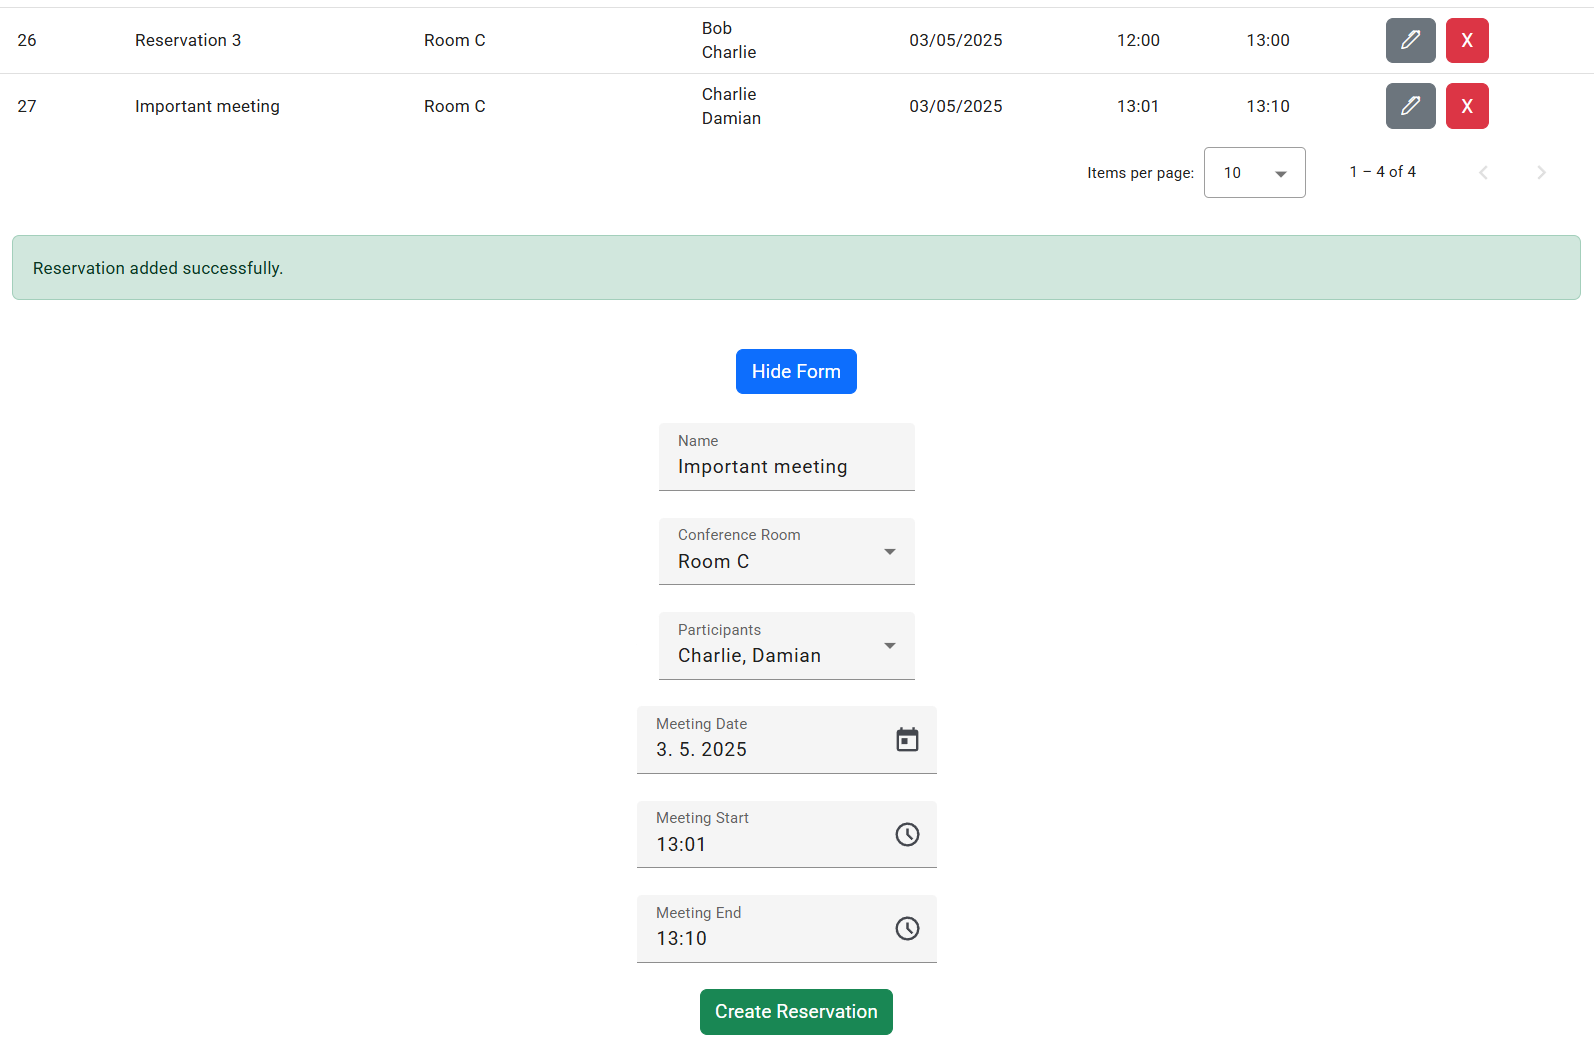 26 Reservation 3 Room C Bob Charlie 03/05/2025 12:00 13:00 X
27 Important meeting Room C Charlie Damian 03/05/2025 13:01 13:10 X
Items per page: 10 1 – 4 of 4
Reservation added successfully.
Hide Form
Name
Important meeting
Conference Room
Room C
Participants
Charlie, Damian
Meeting Date
3. 5. 2025
Meeting Start
13:01
Meeting End
13:10
Create Reservation